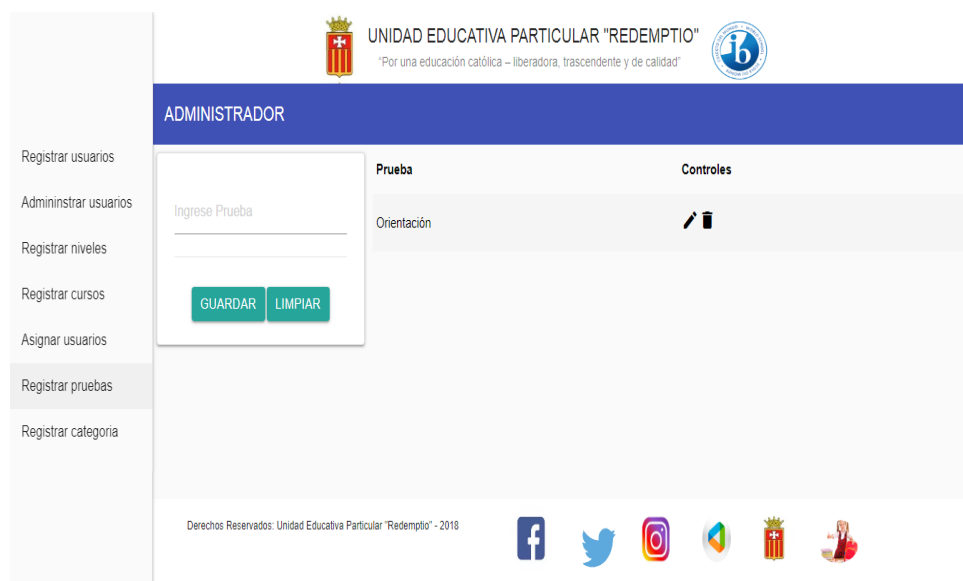 UNIDAD EDUCATIVA PARTICULAR "REDEMPTIO"
"Por una educación católica – liberadora, trascendente y de calidad"
ib
ADMINISTRADOR
Registrar usuarios
Admininstrar usuarios
Registrar niveles
Registrar cursos
Asignar usuarios
Registrar pruebas
Registrar categoria
Ingrese Prueba
GUARDAR LIMPIAR
Prueba Controles
Orientación
Derechos Reservados: Unidad Educativa Particular "Redemptio" - 2018